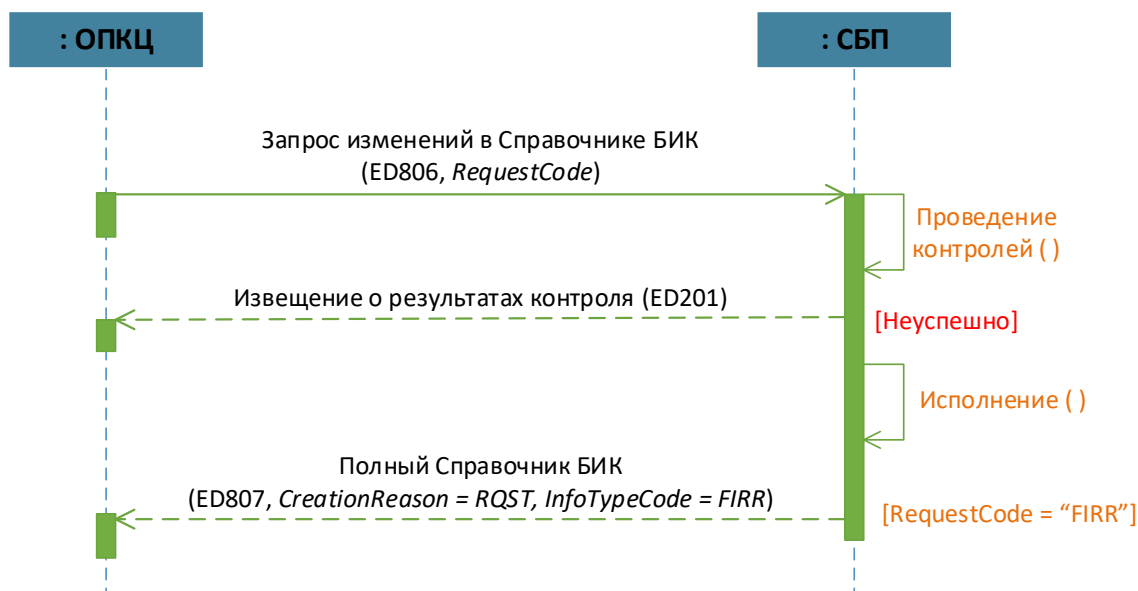 : ОПКЦ
: СБП
Запрос изменений в Справочнике БИК
(ED806, RequestCode)
Проведение
контролей ( )
Извещение о результатах контроля (ED201)
[Неуспешно]
Исполнение ( )
Полный Справочник БИК
(ED807, CreationReason = RQST, InfoTypeCode = FIRR)
[RequestCode = “FIRR”]